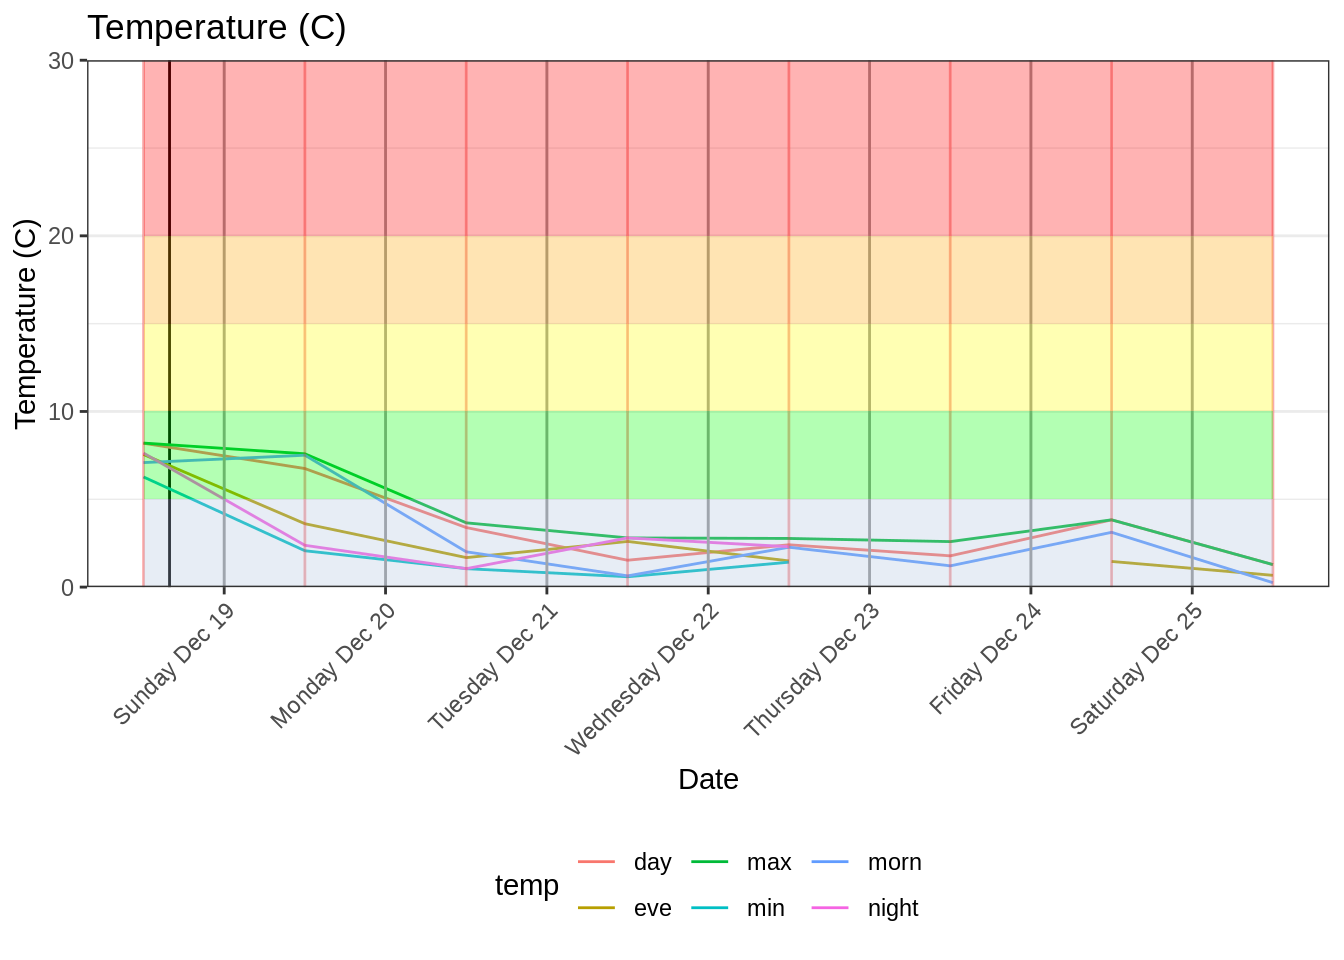 Temperature (C)
30
20
10
0
Temperature (C)
Sunday Dec 19
Monday Dec 20
Tuesday Dec 21
Wednesday Dec 22
Thursday Dec 23
Friday Dec 24
Saturday Dec 25
Date
temp
day
max
morn
eve
min
night